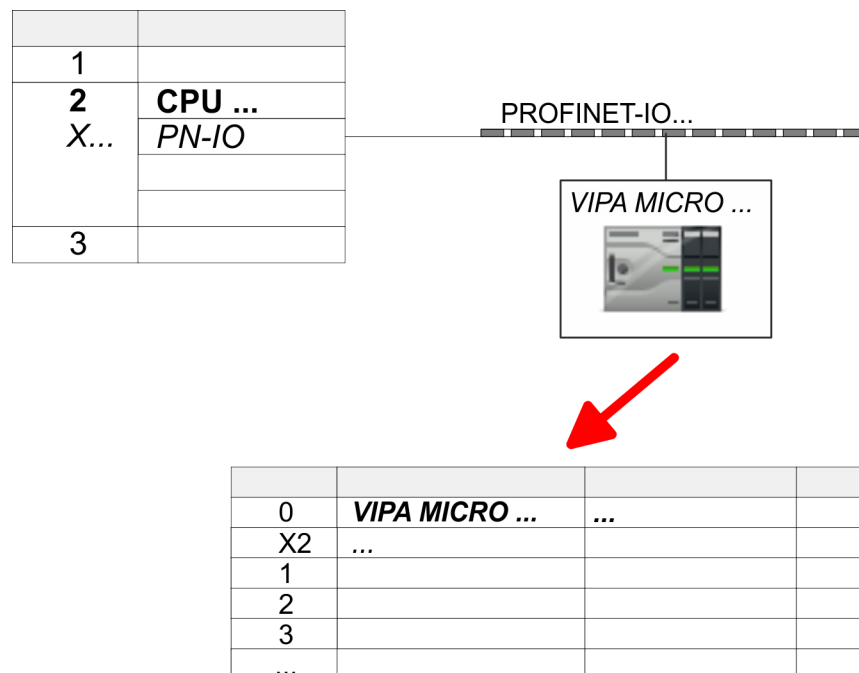 1
2 CPU ...
X... PN-IO
3
PROFINET-IO...
VIPA MICRO ...
0 VIPA MICRO ... ...
X2 ...
1
2
3
...